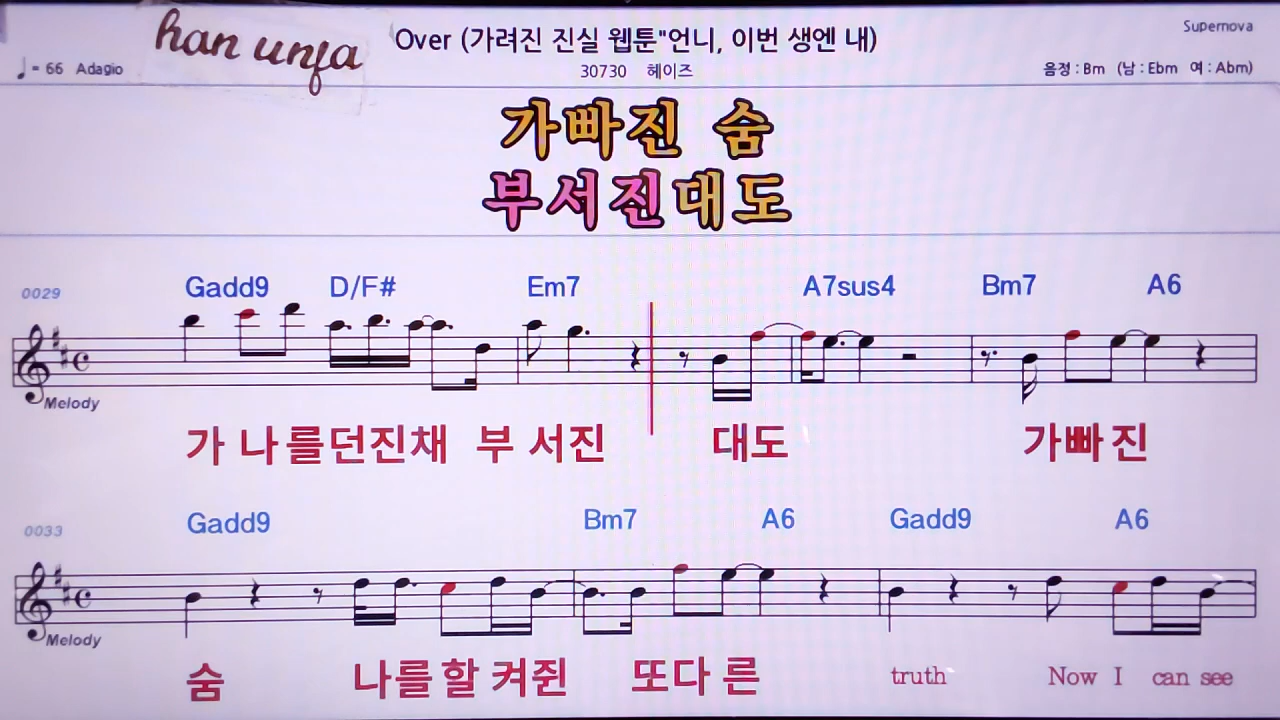 han unja
Over (가려진 진실 웹툰"언니, 이번 생엔 내)
Supernova
♩= 66 Adagio
30730 헤이즈
음정 : Bm (남 : Ebm 여 : Abm)
가빠진 숨
부서진대도
0029 Gadd9 D/F# Em7 A7sus4 Bm7 A6
Melody
가 나를던진채 부 서진 대도 가빠 진
0033 Gadd9 Bm7 A6 Gadd9 A6
Melody
숨 나를할 켜쥔 또다 른 truth Now I can see